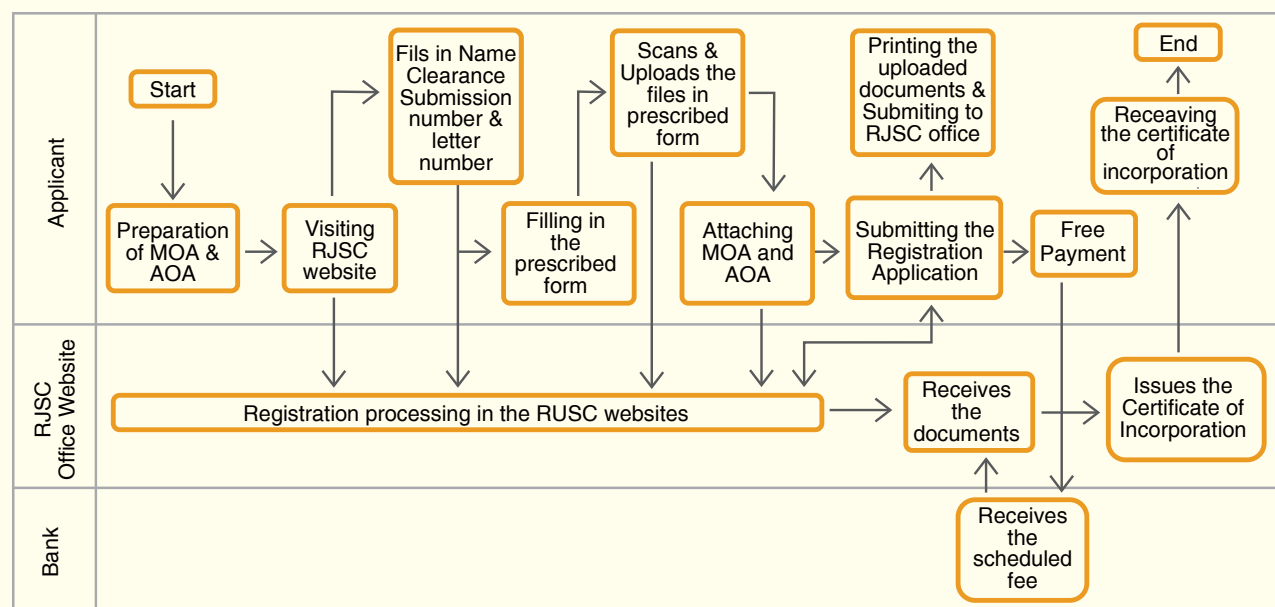 Applicant
Start
Preparation
of MOA &
AOA
Visiting
RJSC
website
Fils in Name
Clearance
Submission
number &
letter
number
Filling in
the
prescribed
form
Scans &
Uploads the
files in
prescribed
form
Attaching
MOA and
AOA
Printing the
uploaded
documents &
Submiting to
RJSC office
Submitting the
Registration
Application
Free
Payment
End
Receaving
the certificate
of
incorporation
RJSC
Office Website
Registration processing in the RUSC websites
Receives
the
documents
Issues the
Certificate of
Incorporation
Bank
Receives
the
scheduled
fee